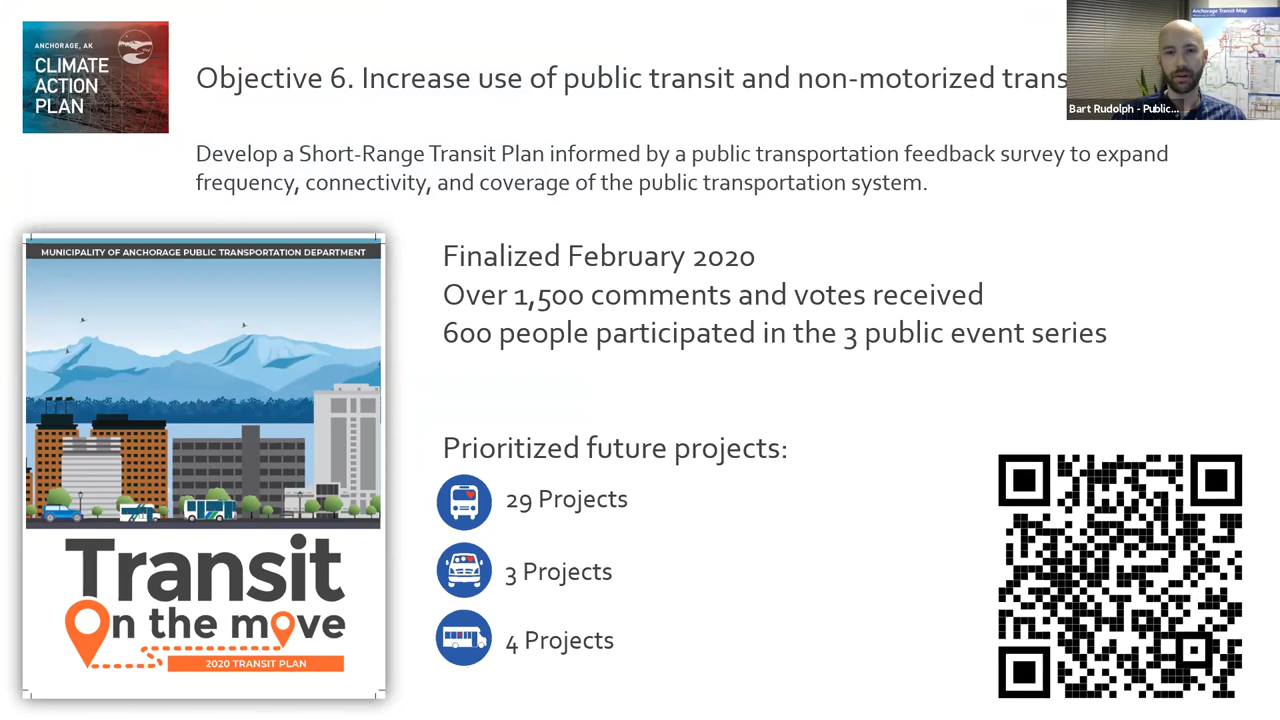 ANCHORAGE, AK
CLIMATE
ACTION
PLAN
Objective 6. Increase use of public transit and non-motorized trans
Anchorage Transit Map
Bart Rudolph - Public...
Develop a Short-Range Transit Plan informed by a public transportation feedback survey to expand
frequency, connectivity, and coverage of the public transportation system.
MUNICIPALITY OF ANCHORAGE PUBLIC TRANSPORTATION DEPARTMENT
Transit
On the move
2020 TRANSIT PLAN
Finalized February 2020
Over 1,500 comments and votes received
600 people participated in the 3 public event series
Prioritized future projects:
29 Projects
3 Projects
4 Projects